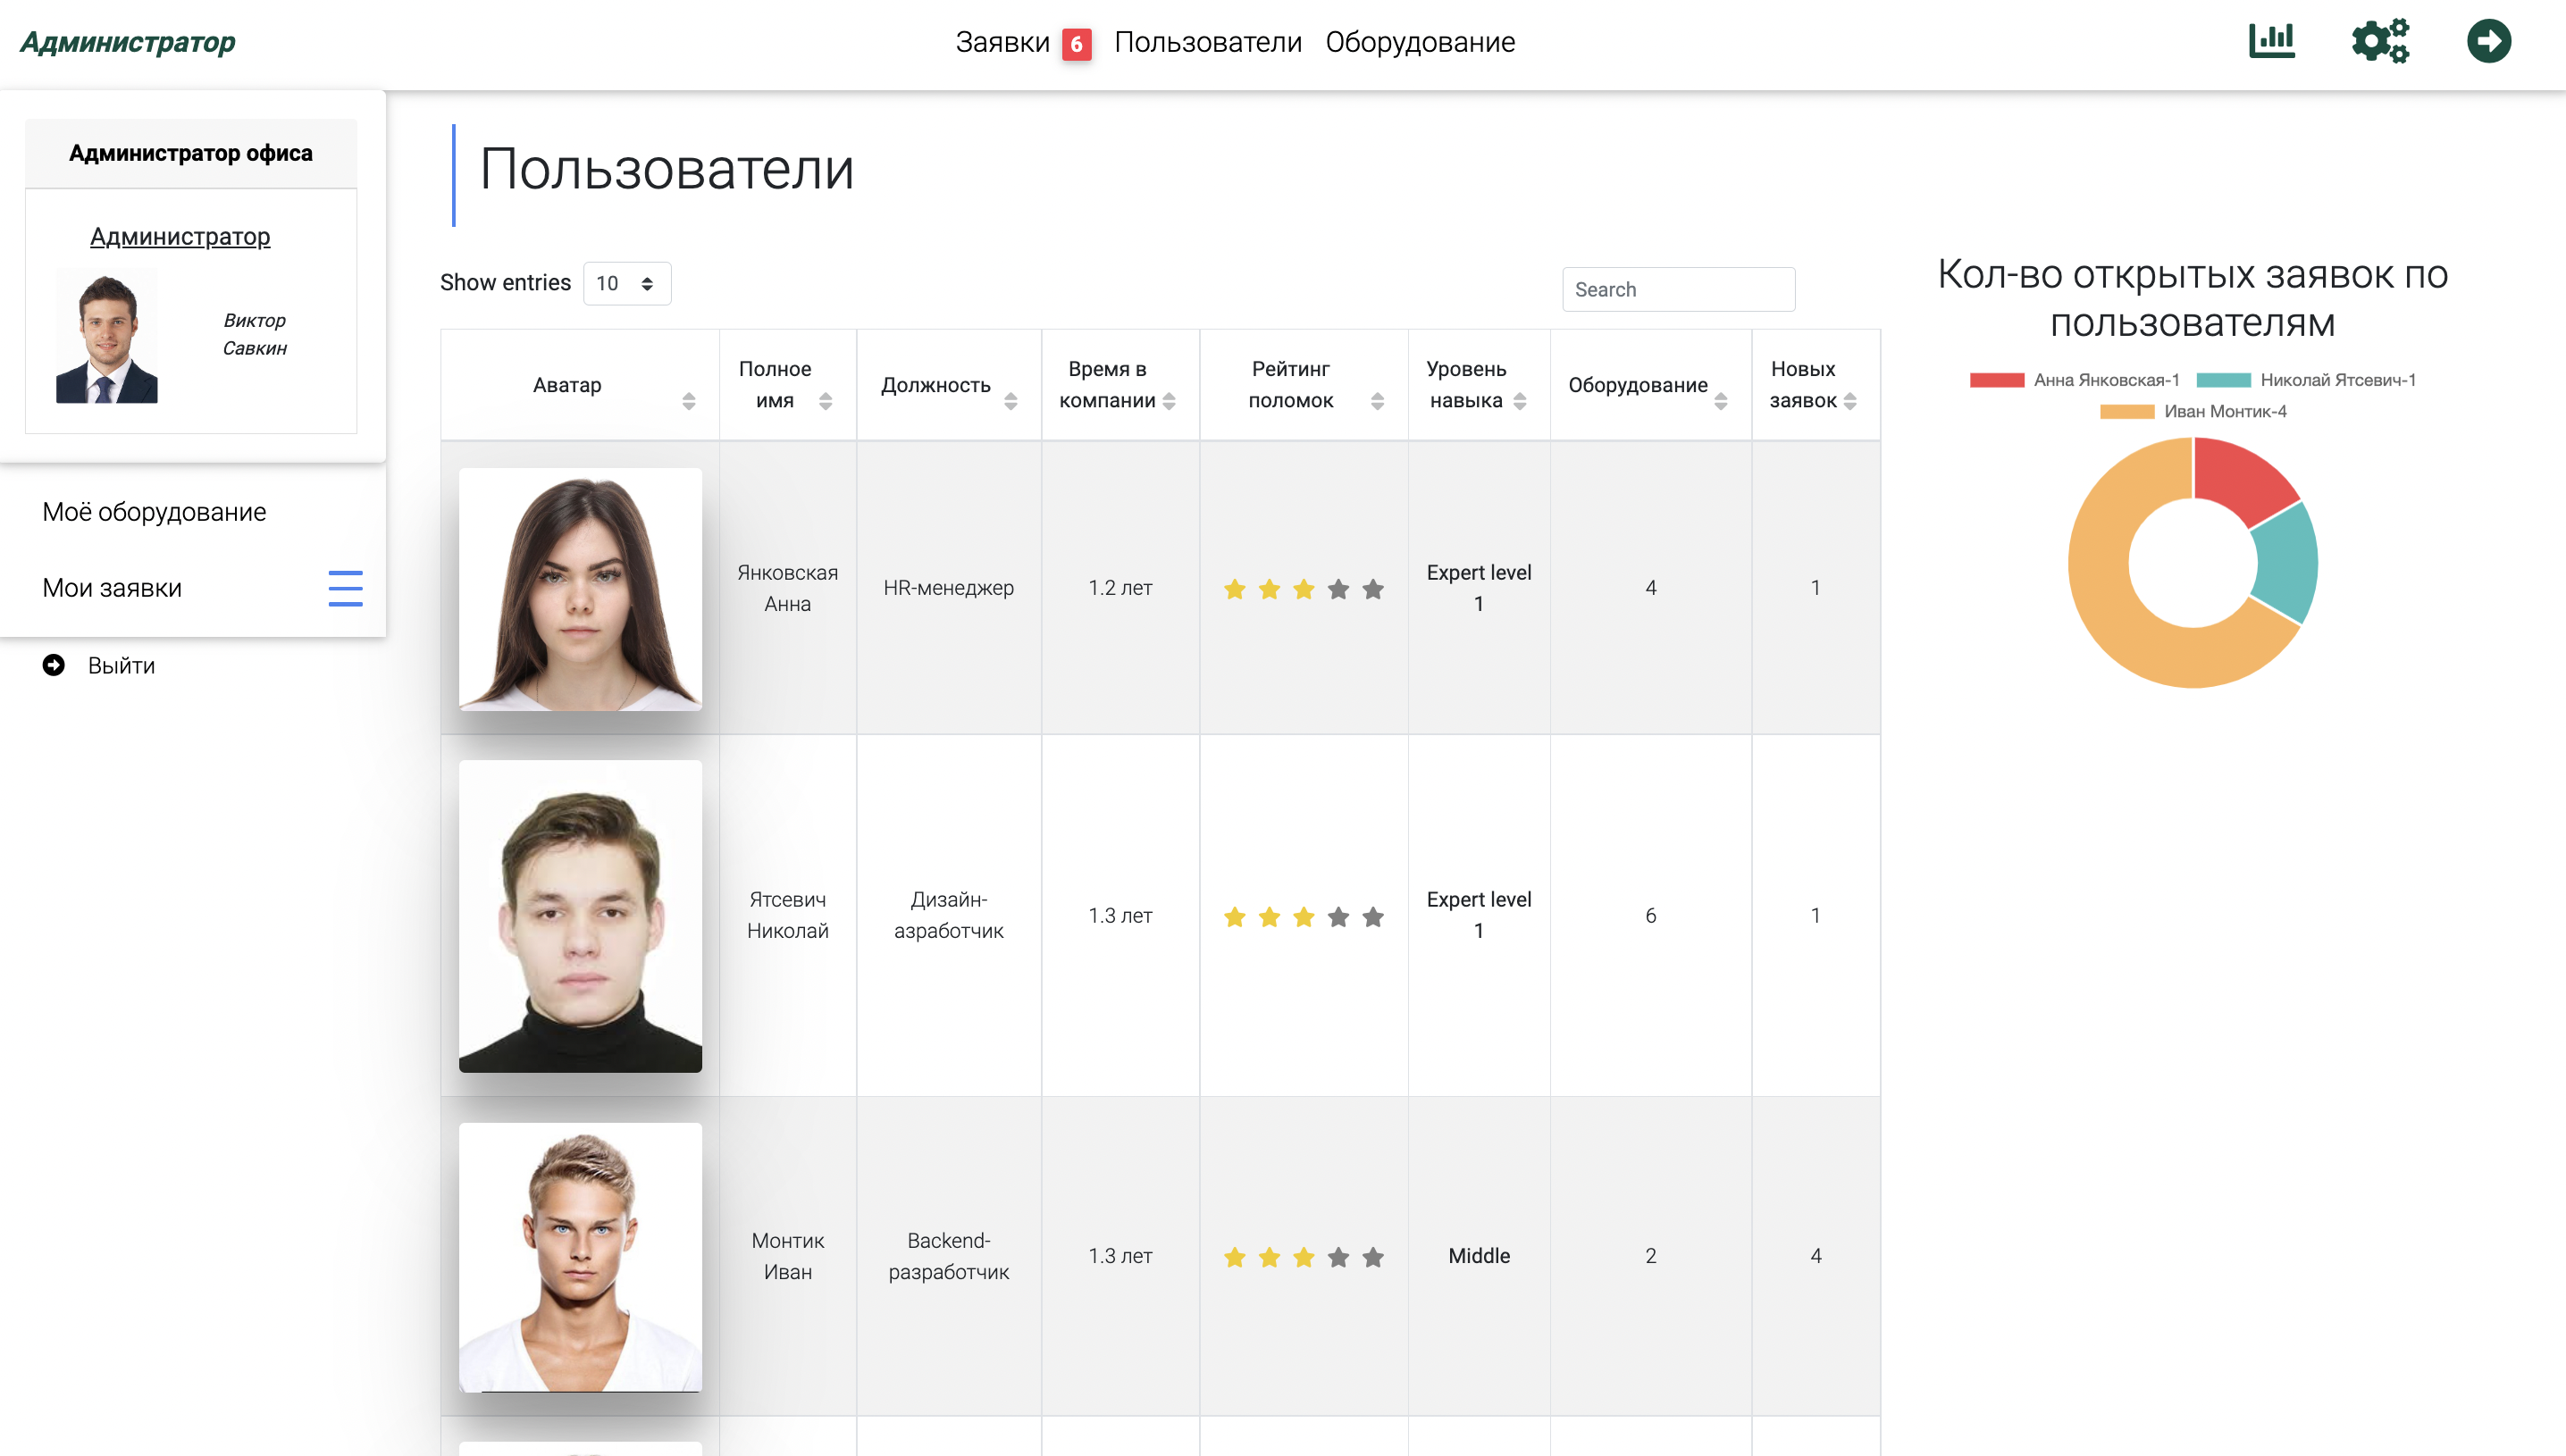 Администратор
Заявки 6 Пользователи Оборудование
Администратор офиса
Администратор
Виктор
Савкин
Моё оборудование
Мои заявки
Выйти
Пользователи
Show entries 10
Search
Аватар
Полное
имя
Должность
Время в
компании
Рейтинг
поломок
Уровень
навыка
Оборудование
Новых
заявок
Янковская
Анна
HR-менеджер
1.2 лет
Expert level
1
4
1
Ятсевич
Николай
Дизайн-
азработчик
1.3 лет
Expert level
1
6
1
Монтик
Иван
Backend-
разработчик
1.3 лет
Middle
2
4
Кол-во открытых заявок по
пользователям
Анна Янковская-1 Николай Ятсевич-1
Иван Монтик-4